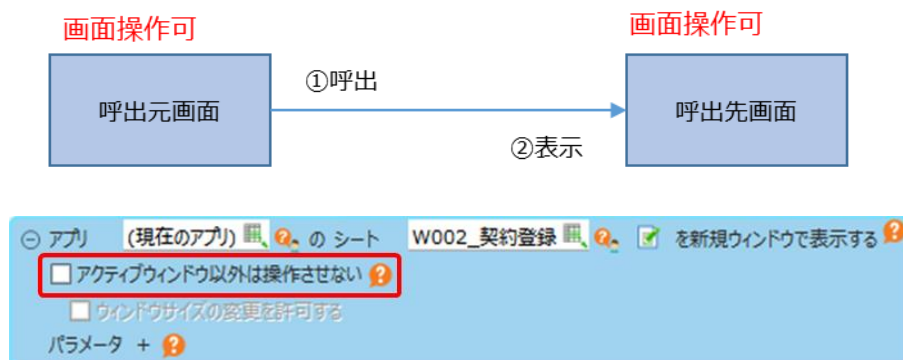 画面操作可
画面操作可
呼出元画面
①呼出
呼出先画面
②表示
アプリ (現在のアプリ) の シート W002_契約登録 を新規ウィンドウで表示する
アクティブウィンドウ以外は操作させない
ウィンドウサイズの変更を許可する
パラメータ +